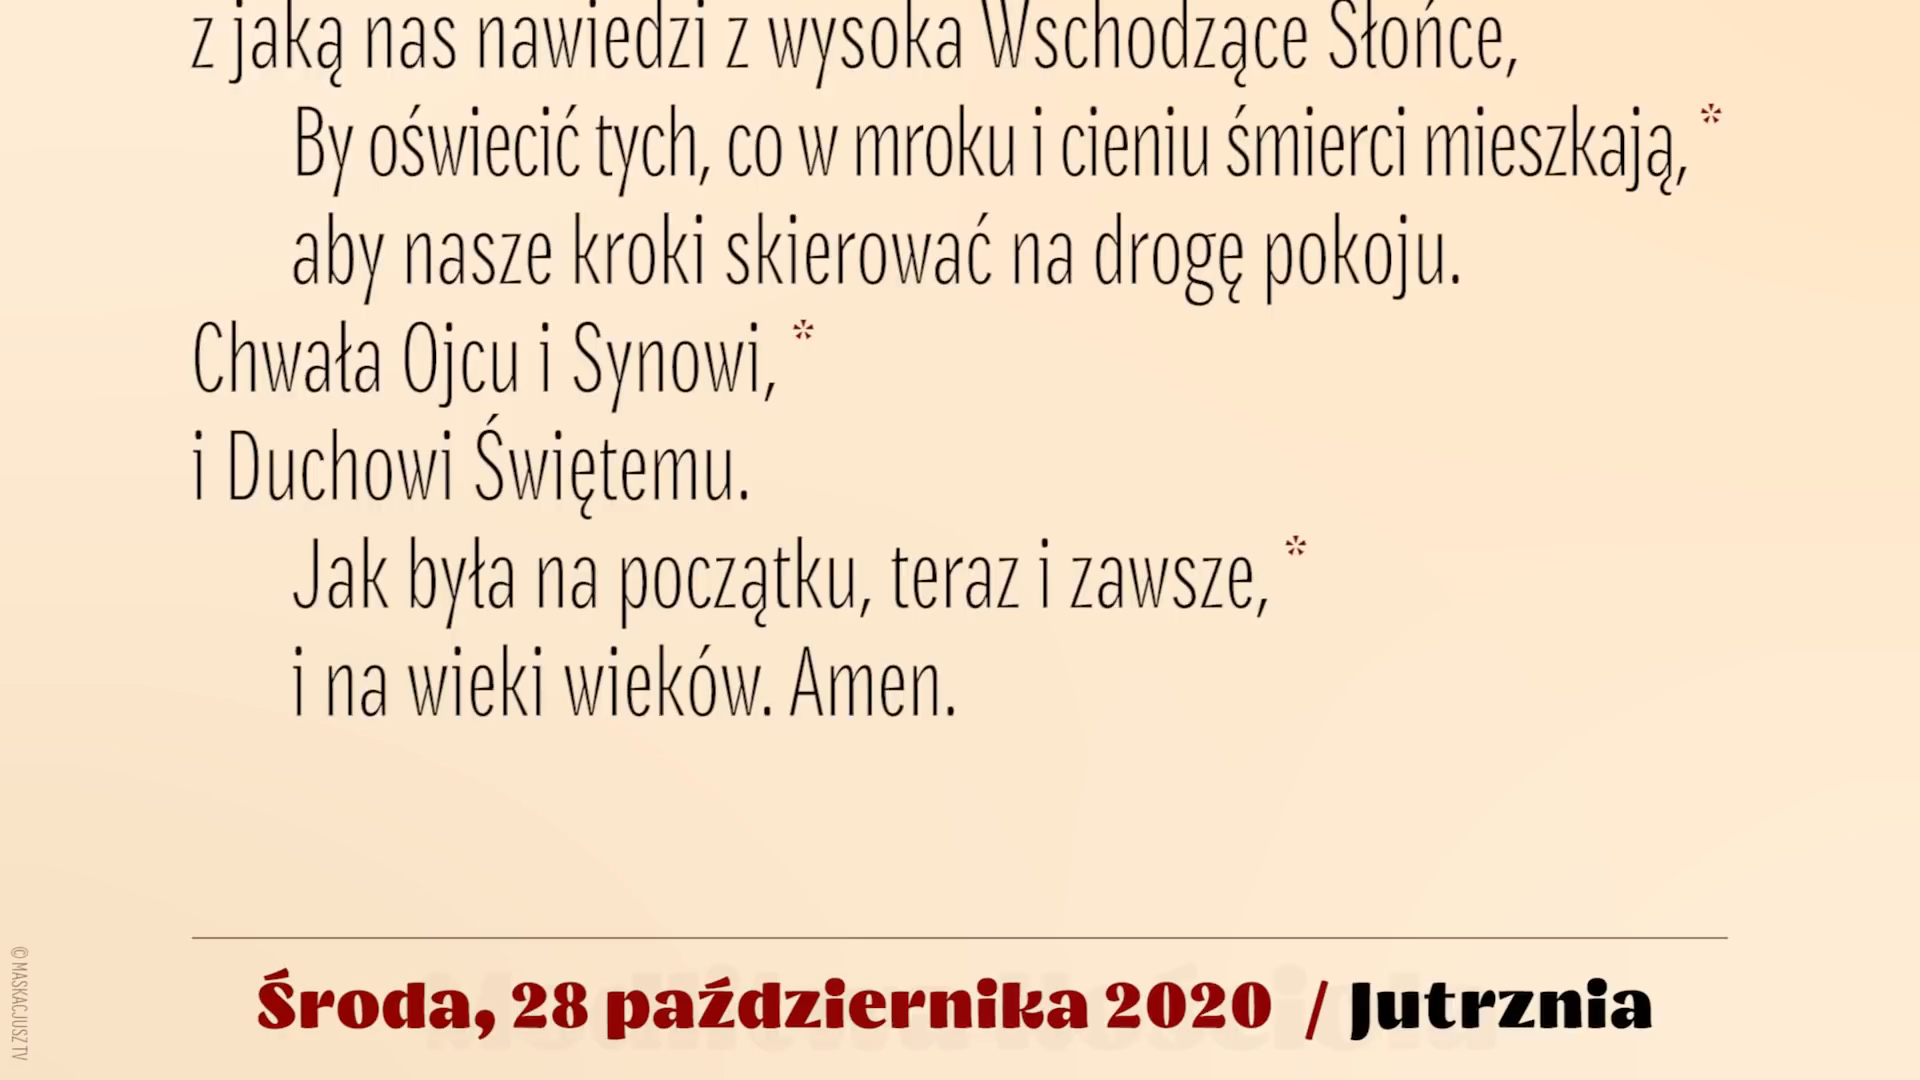 z jaką nas nawiedzi z wysoka Wschodzące Słońce,
By oświecić tych, co w mroku i cieniu śmierci mieszkają, *
aby nasze kroki skierować na drogę pokoju.
Chwała Ojcu i Synowi, *
i Duchowi Świętemu.
Jak była na początku, teraz i zawsze, *
i na wieki wieków. Amen.
Środa, 28 października 2020 / Jutrznia
© MASKACJUSZ TV